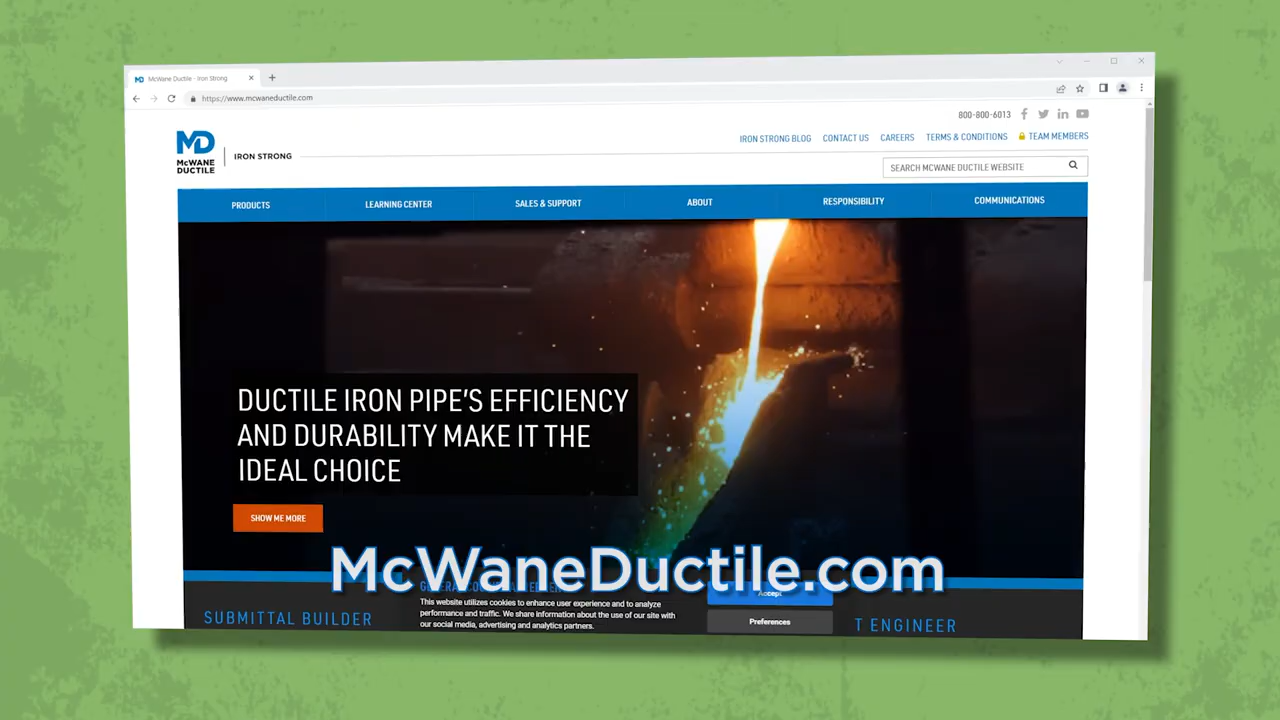 McWane Ductile - Iron Strong
https://www.mcwaneductile.com
800-800-6013
IRON STRONG BLOG CONTACT US CAREERS TERMS & CONDITIONS TEAM MEMBERS
MD
McWANE
DUCTILE
IRON STRONG
SEARCH MCWANE DUCTILE WEBSITE
PRODUCTS LEARNING CENTER SALES & SUPPORT ABOUT RESPONSIBILITY COMMUNICATIONS
DUCTILE IRON PIPE'S EFFICIENCY
AND DURABILITY MAKE IT THE
IDEAL CHOICE
SHOW ME MORE
McWaneDuctile.com
Accept
This website utilizes cookies to enhance user experience and to analyze
performance and traffic. We share information about the use of our site with
our social media, advertising and analytics partners.
Preferences
SUBMITTAL BUILDER
T ENGINEER